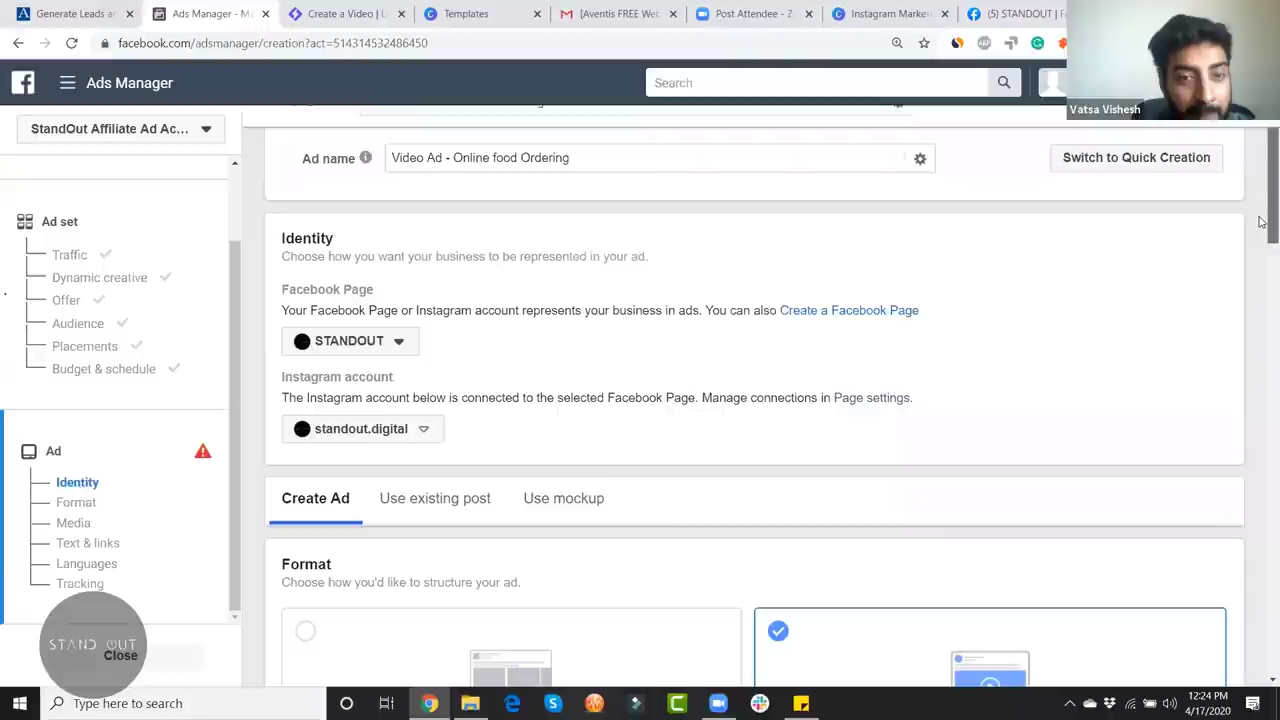 Generate Leads an
Ads Manager - M
Create a Video | U
Templates
[Aventis FREE Web
Post Attendee - Z
Instagram Market
(5) STANDOUT | F
facebook.com/adsmanager/creation?act=514314532486450
Ads Manager
Search
Vatsa Vishesh
StandOut Affiliate Ad Ac...
Ad name
Video Ad - Online food Ordering
Switch to Quick Creation
Ad set
Traffic
Dynamic creative
Offer
Audience
Placements
Budget & schedule
Ad
Identity
Format
Media
Text & links
Languages
Tracking
STAND OUT
Close
Identity
Choose how you want your business to be represented in your ad.
Facebook Page
Your Facebook Page or Instagram account represents your business in ads. You can also Create a Facebook Page
STANDOUT
Instagram account
The Instagram account below is connected to the selected Facebook Page. Manage connections in Page settings.
standout.digital
Create Ad
Use existing post
Use mockup
Format
Choose how you'd like to structure your ad.
Type here to search
12:24 PM
4/17/2020